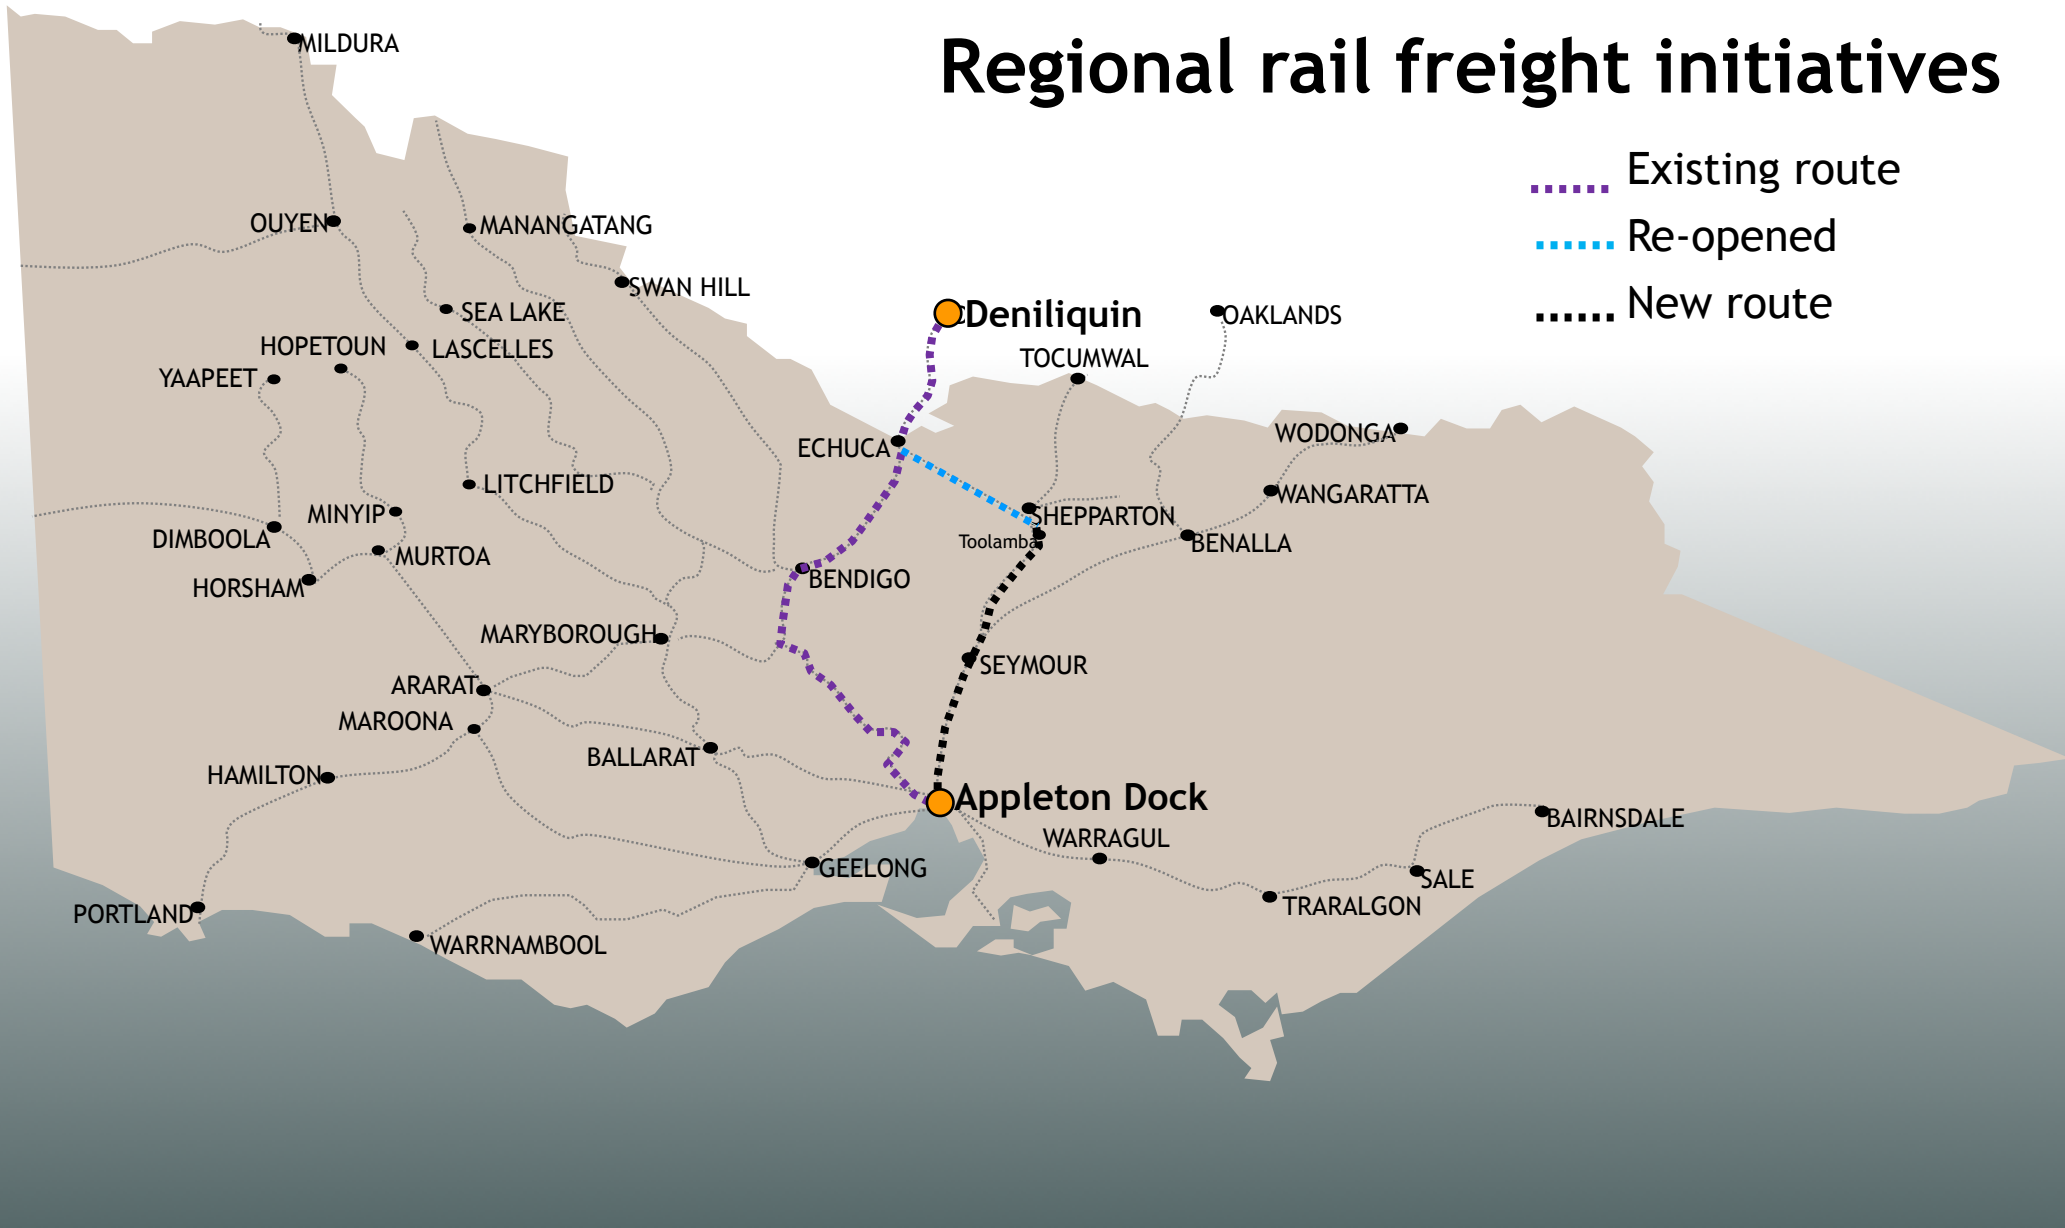 Regional rail freight initiatives
Existing route
Re-opened
New route
MILDURA
OUYEN
MANANGATANG
SWAN HILL
SEA LAKE
Deniliquin
OAKLANDS
HOPETOUN
LASCELLES
TOCUMWAL
YAAPEET
ECHUCA
WODONGA
LITCHFIELD
WANGARATTA
MINYIP
SHEPPARTON
DIMBOOLA
Toolamba
BENALLA
MURTOA
HORSHAM
BENDIGO
MARYBOROUGH
SEYMOUR
ARARAT
MAROONA
BALLARAT
HAMILTON
Appleton Dock
BAIRNSDALE
WARRAGUL
GEELONG
SALE
PORTLAND
TRARALGON
WARRNAMBOOL